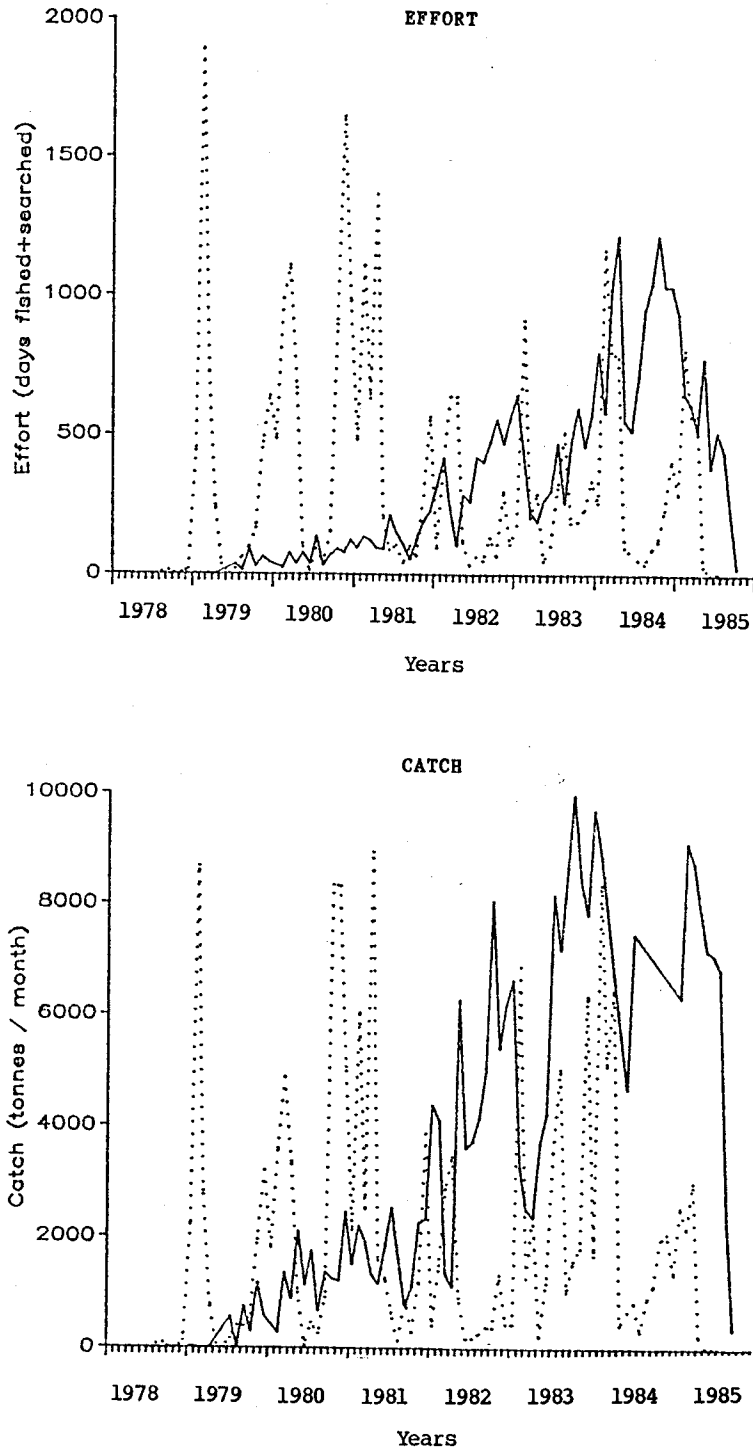 EFFORT
Effort (days fished+searched)
2000
1500
1000
500
0
1978 1979 1980 1981 1982 1983 1984 1985
Years
CATCH
Catch (tonnes / month)
10000
8000
6000
4000
2000
0
1978 1979 1980 1981 1982 1983 1984 1985
Years